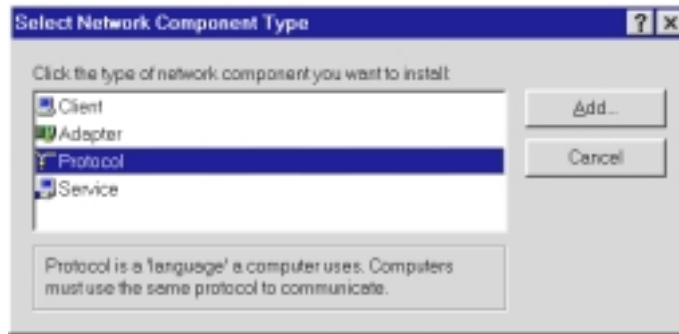 Select Network Component Type
Click the type of network component you want to install:
Client
Adapter
Protocol
Service
Add...
Cancel
Protocol is a 'language' a computer uses. Computers
must use the same protocol to communicate.